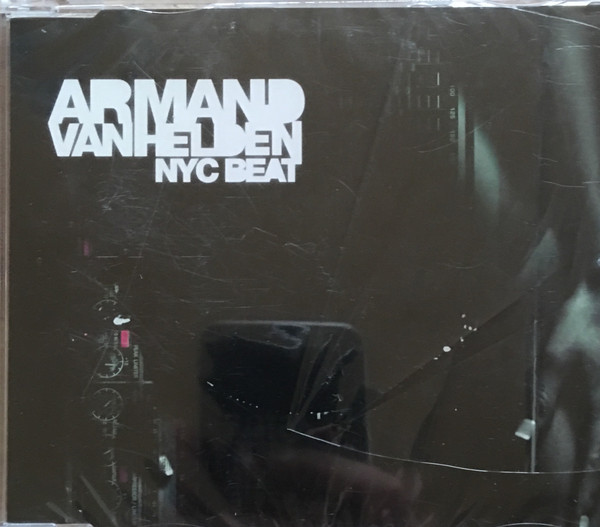 ARMAND
VAN HELDEN
NYC BEAT